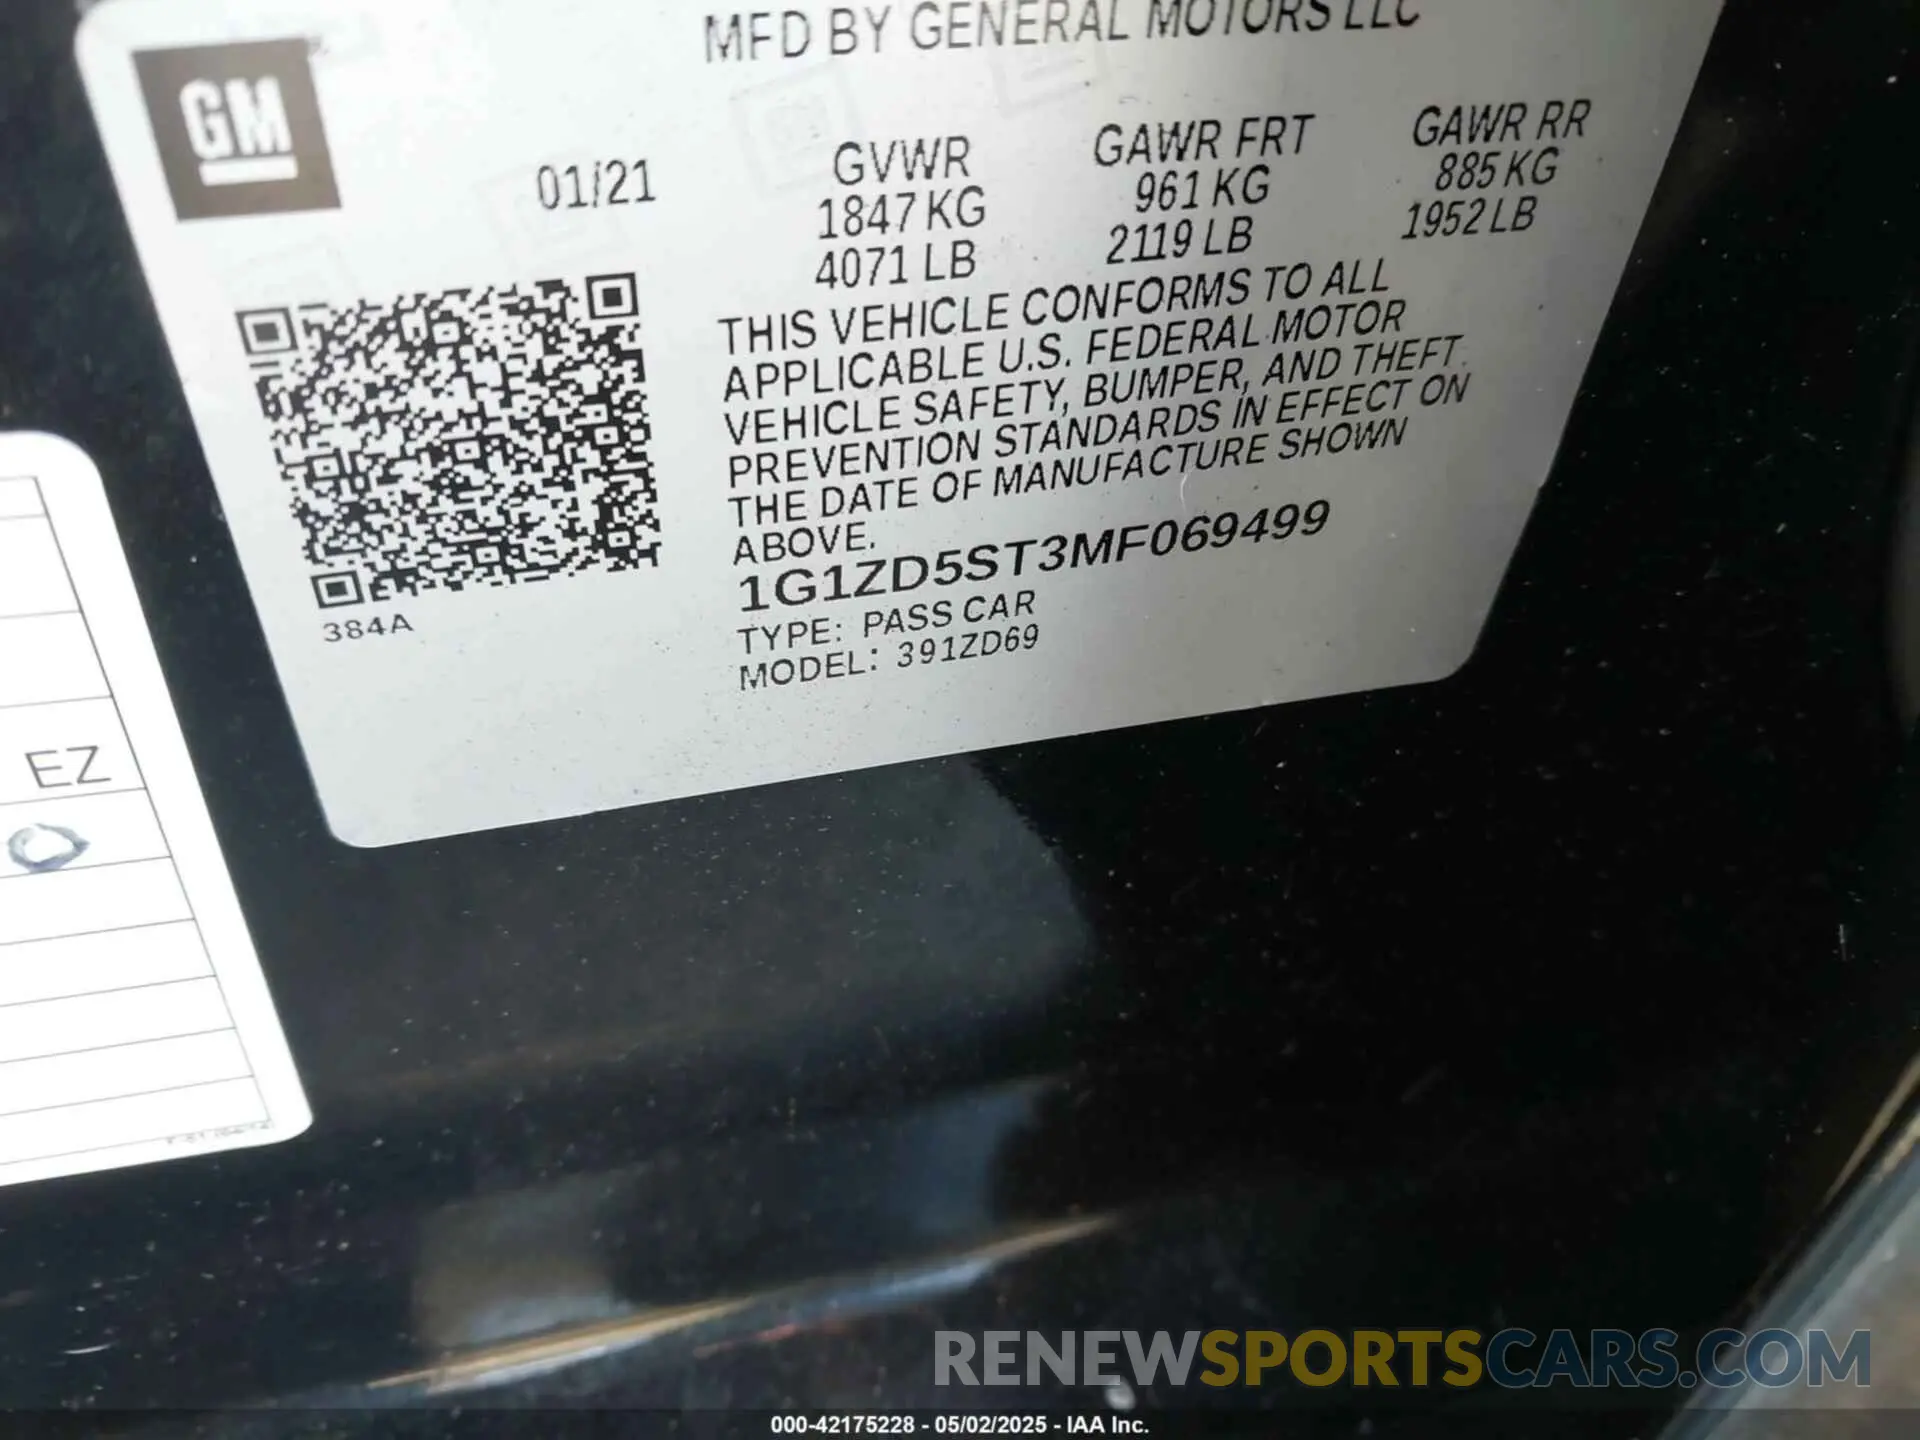 MFD BY GENERAL MOTORS LLC
GM
01/21
GVWR
1847 KG
4071 LB
GAWR FRT
961 KG
2119 LB
GAWR RR
885 KG
1952 LB
THIS VEHICLE CONFORMS TO ALL
APPLICABLE U.S. FEDERAL MOTOR
VEHICLE SAFETY, BUMPER, AND THEFT
PREVENTION STANDARDS IN EFFECT ON
THE DATE OF MANUFACTURE SHOWN
ABOVE.
1G1ZD5ST3MF069499
TYPE: PASS CAR
MODEL: 391ZD69
384A
EZ
RENEWSPORTSCARS.COM
000-42175228 - 05/02/2025 - IAA Inc.